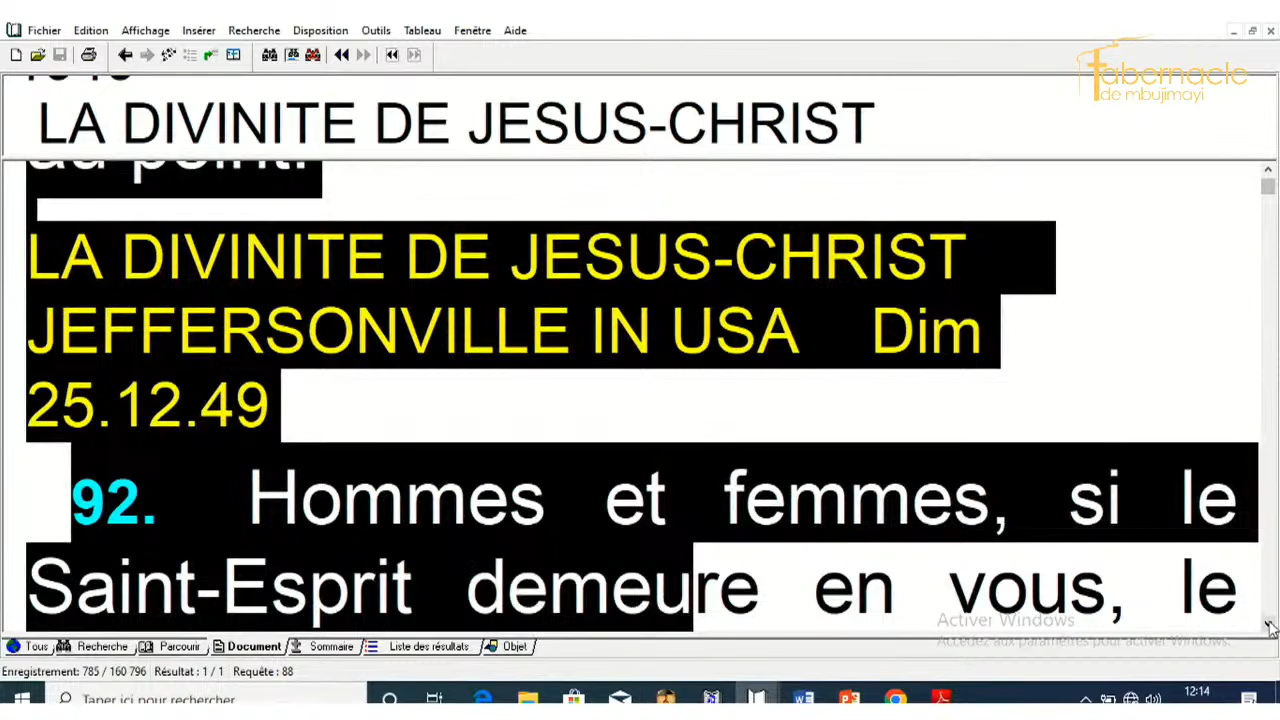 Fichier Edition Affichage Insérer Recherche Disposition Outils Tableau Fenêtre Aide
Tabernacle
de mbujimayi
LA DIVINITE DE JESUS-CHRIST
au point.
LA DIVINITE DE JESUS-CHRIST
JEFFERSONVILLE IN USA Dim
25.12.49
92. Hommes et femmes, si le
Saint-Esprit demeure en vous, le
Activer Windows
Accédez aux paramètres pour activer Windows.
Tous Recherche Parcourir Document Sommaire Liste des résultats Objet
Enregistrement: 785 / 160 796 Résultat : 1 / 1 Requête : 88
Taper ici pour rechercher
12:14